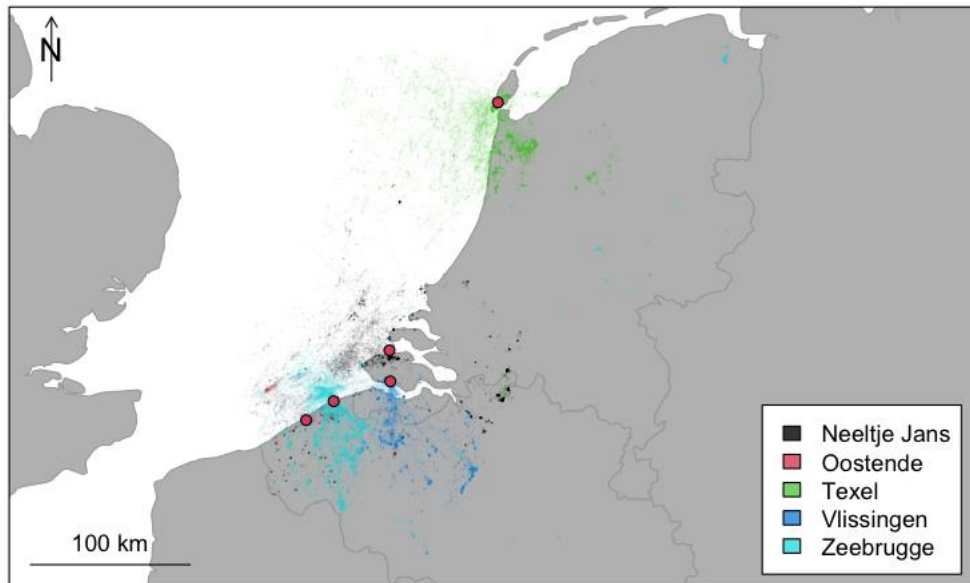 N
Neeltje Jans
Oostende
Texel
Vlissingen
Zeebrugge
100 km